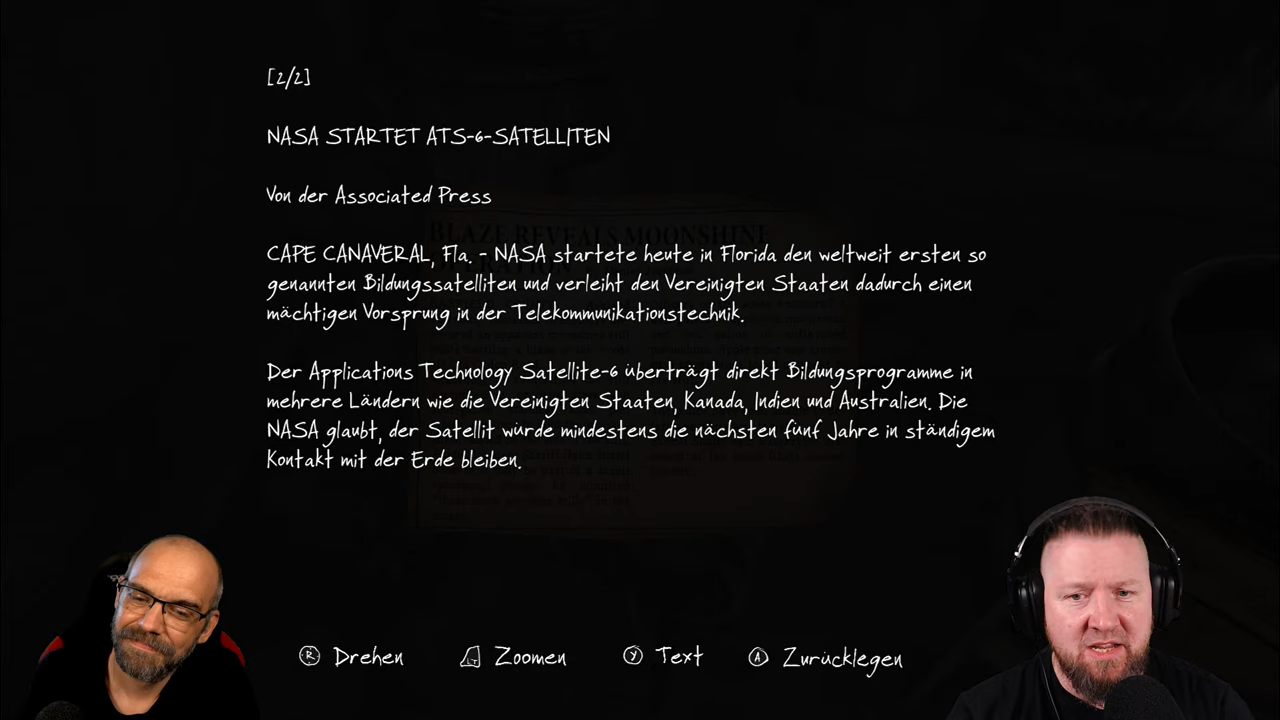 [2/2]
NASA STARTET ATS-6-SATELLITEN
Von der Associated Press
CAPE CANAVERAL, Fla. - NASA startete heute in Florida den weltweit ersten so
genannten Bildungssatelliten und verleiht den Vereinigten Staaten dadurch einen
mächtigen Vorsprung in der Telekommunikationstechnik.
Der Applications Technology Satellite-6 überträgt direkt Bildungsprogramme in
mehrere Ländern wie die Vereinigten Staaten, Kanada, Indien und Australien. Die
NASA glaubt, der Satellit würde mindestens die nächsten fünf Jahre in ständigem
Kontakt mit der Erde bleiben.
BLAZE REVEALS MOONSHINE
OPERATION
R Drehen Zoomen Y Text A Zurücklegen